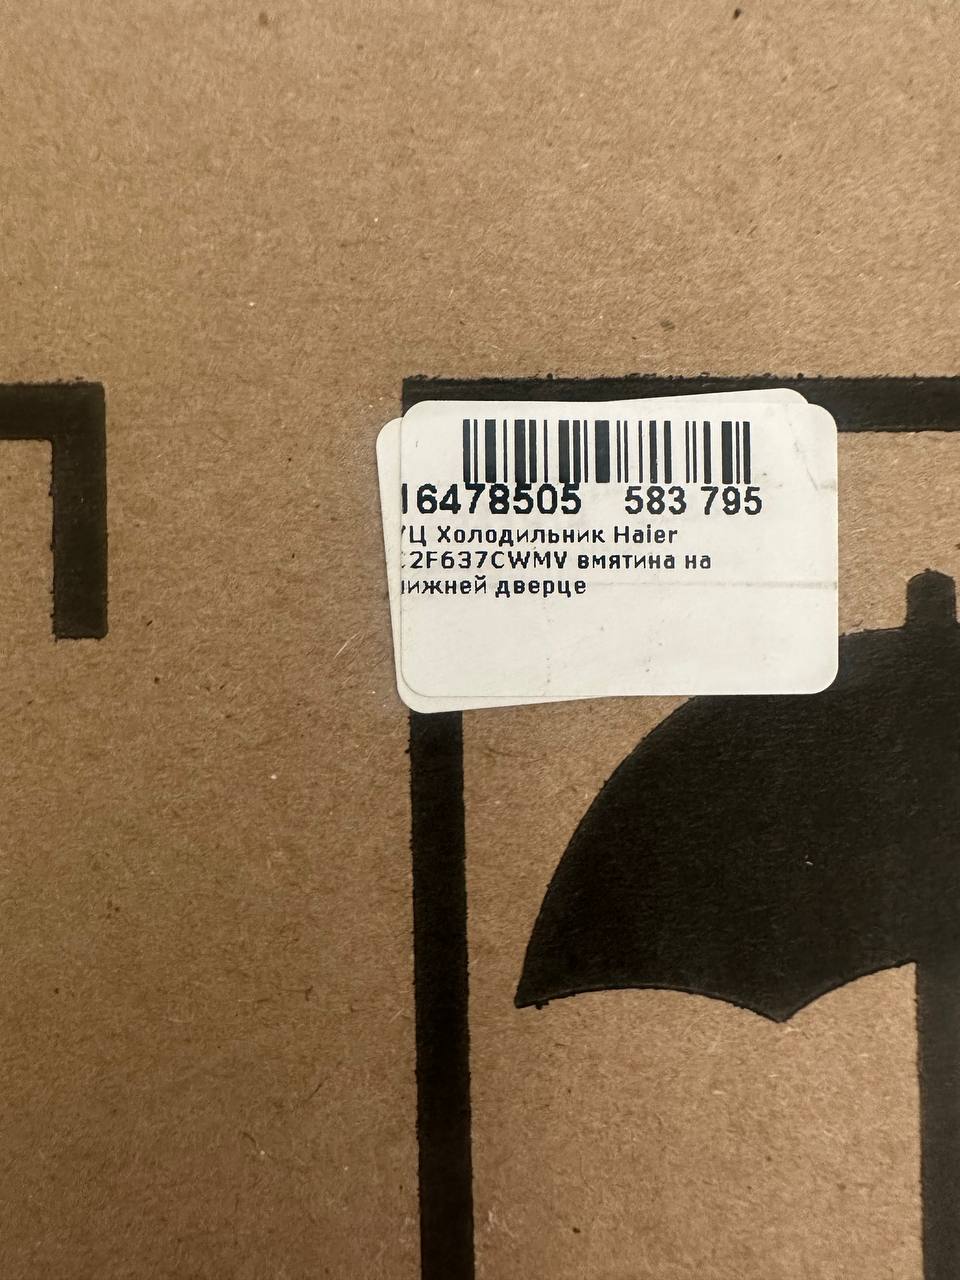 16478505 583 795
УЦ Холодильник Haier
C2F637CWMV вмятина на
нижней дверце